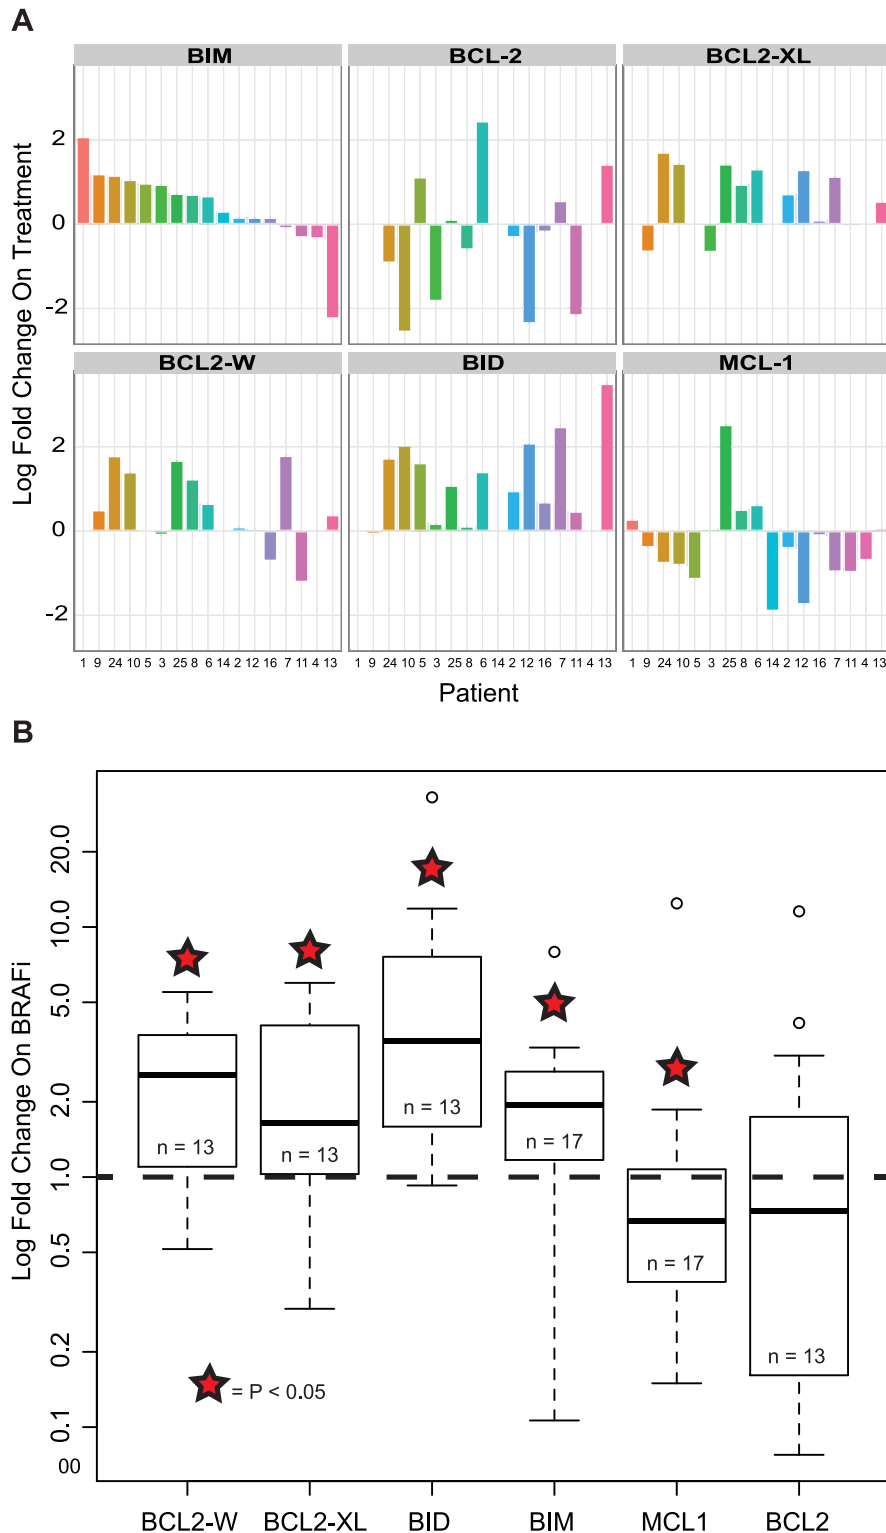 A
BIM BCL-2 BCL2-XL
Log Fold Change On Treatment
2
0
-2
BCL2-W BID MCL-1
2
0
-2
1 9 24 10 5 3 25 8 6 14 2 12 16 7 11 4 13 1 9 24 10 5 3 25 8 6 14 2 12 16 7 11 4 13 1 9 24 10 5 3 25 8 6 14 2 12 16 7 11 4 13
Patient
B
Log Fold Change On BRAFi
20.0
10.0
5.0
2.0
1.0
0.5
0.2
0.1
00
n = 13 n = 13 n = 13 n = 17 n = 17 n = 13
= P < 0.05
BCL2-W BCL2-XL BID BIM MCL1 BCL2